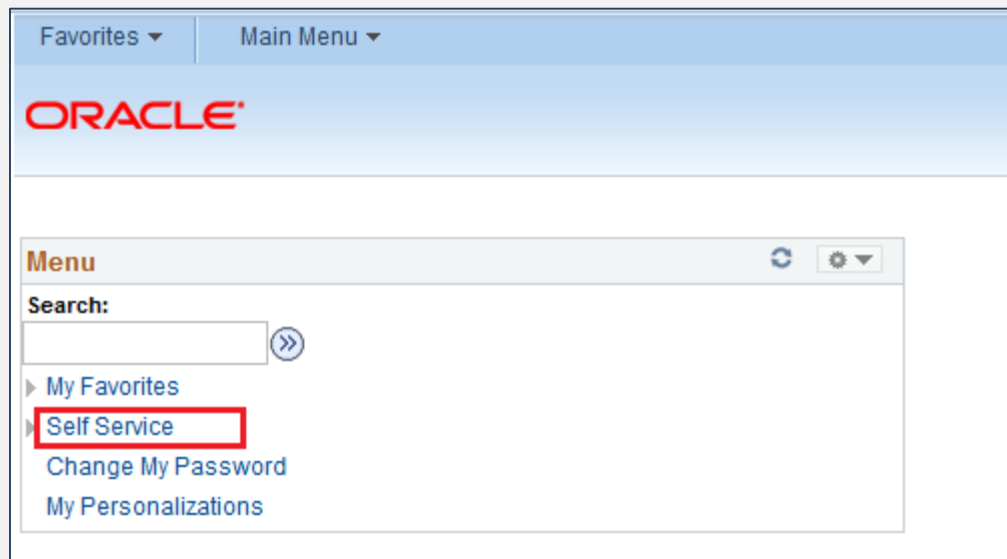 Favorites Main Menu
ORACLE
Menu
Search:
My Favorites
Self Service
Change My Password
My Personalizations